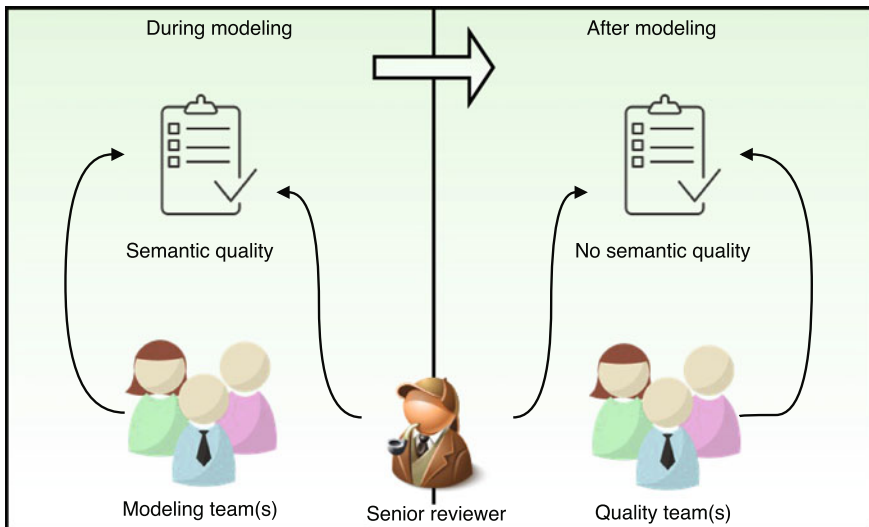 During modeling
After modeling
Semantic quality
No semantic quality
Modeling team(s)
Senior reviewer
Quality team(s)